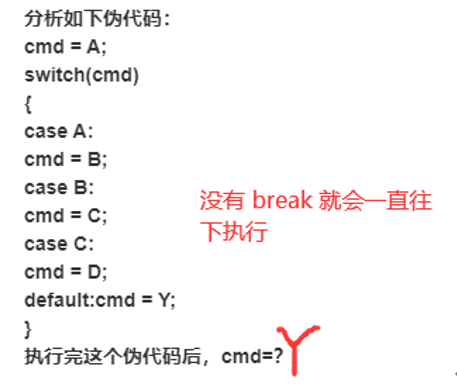 分析如下伪代码：
cmd = A;
switch(cmd)
{
case A:
cmd = B;
case B:
cmd = C;
case C:
cmd = D;
default:cmd = Y;
}
执行完这个伪代码后，cmd=? Y
没有 break 就会一直往
下执行